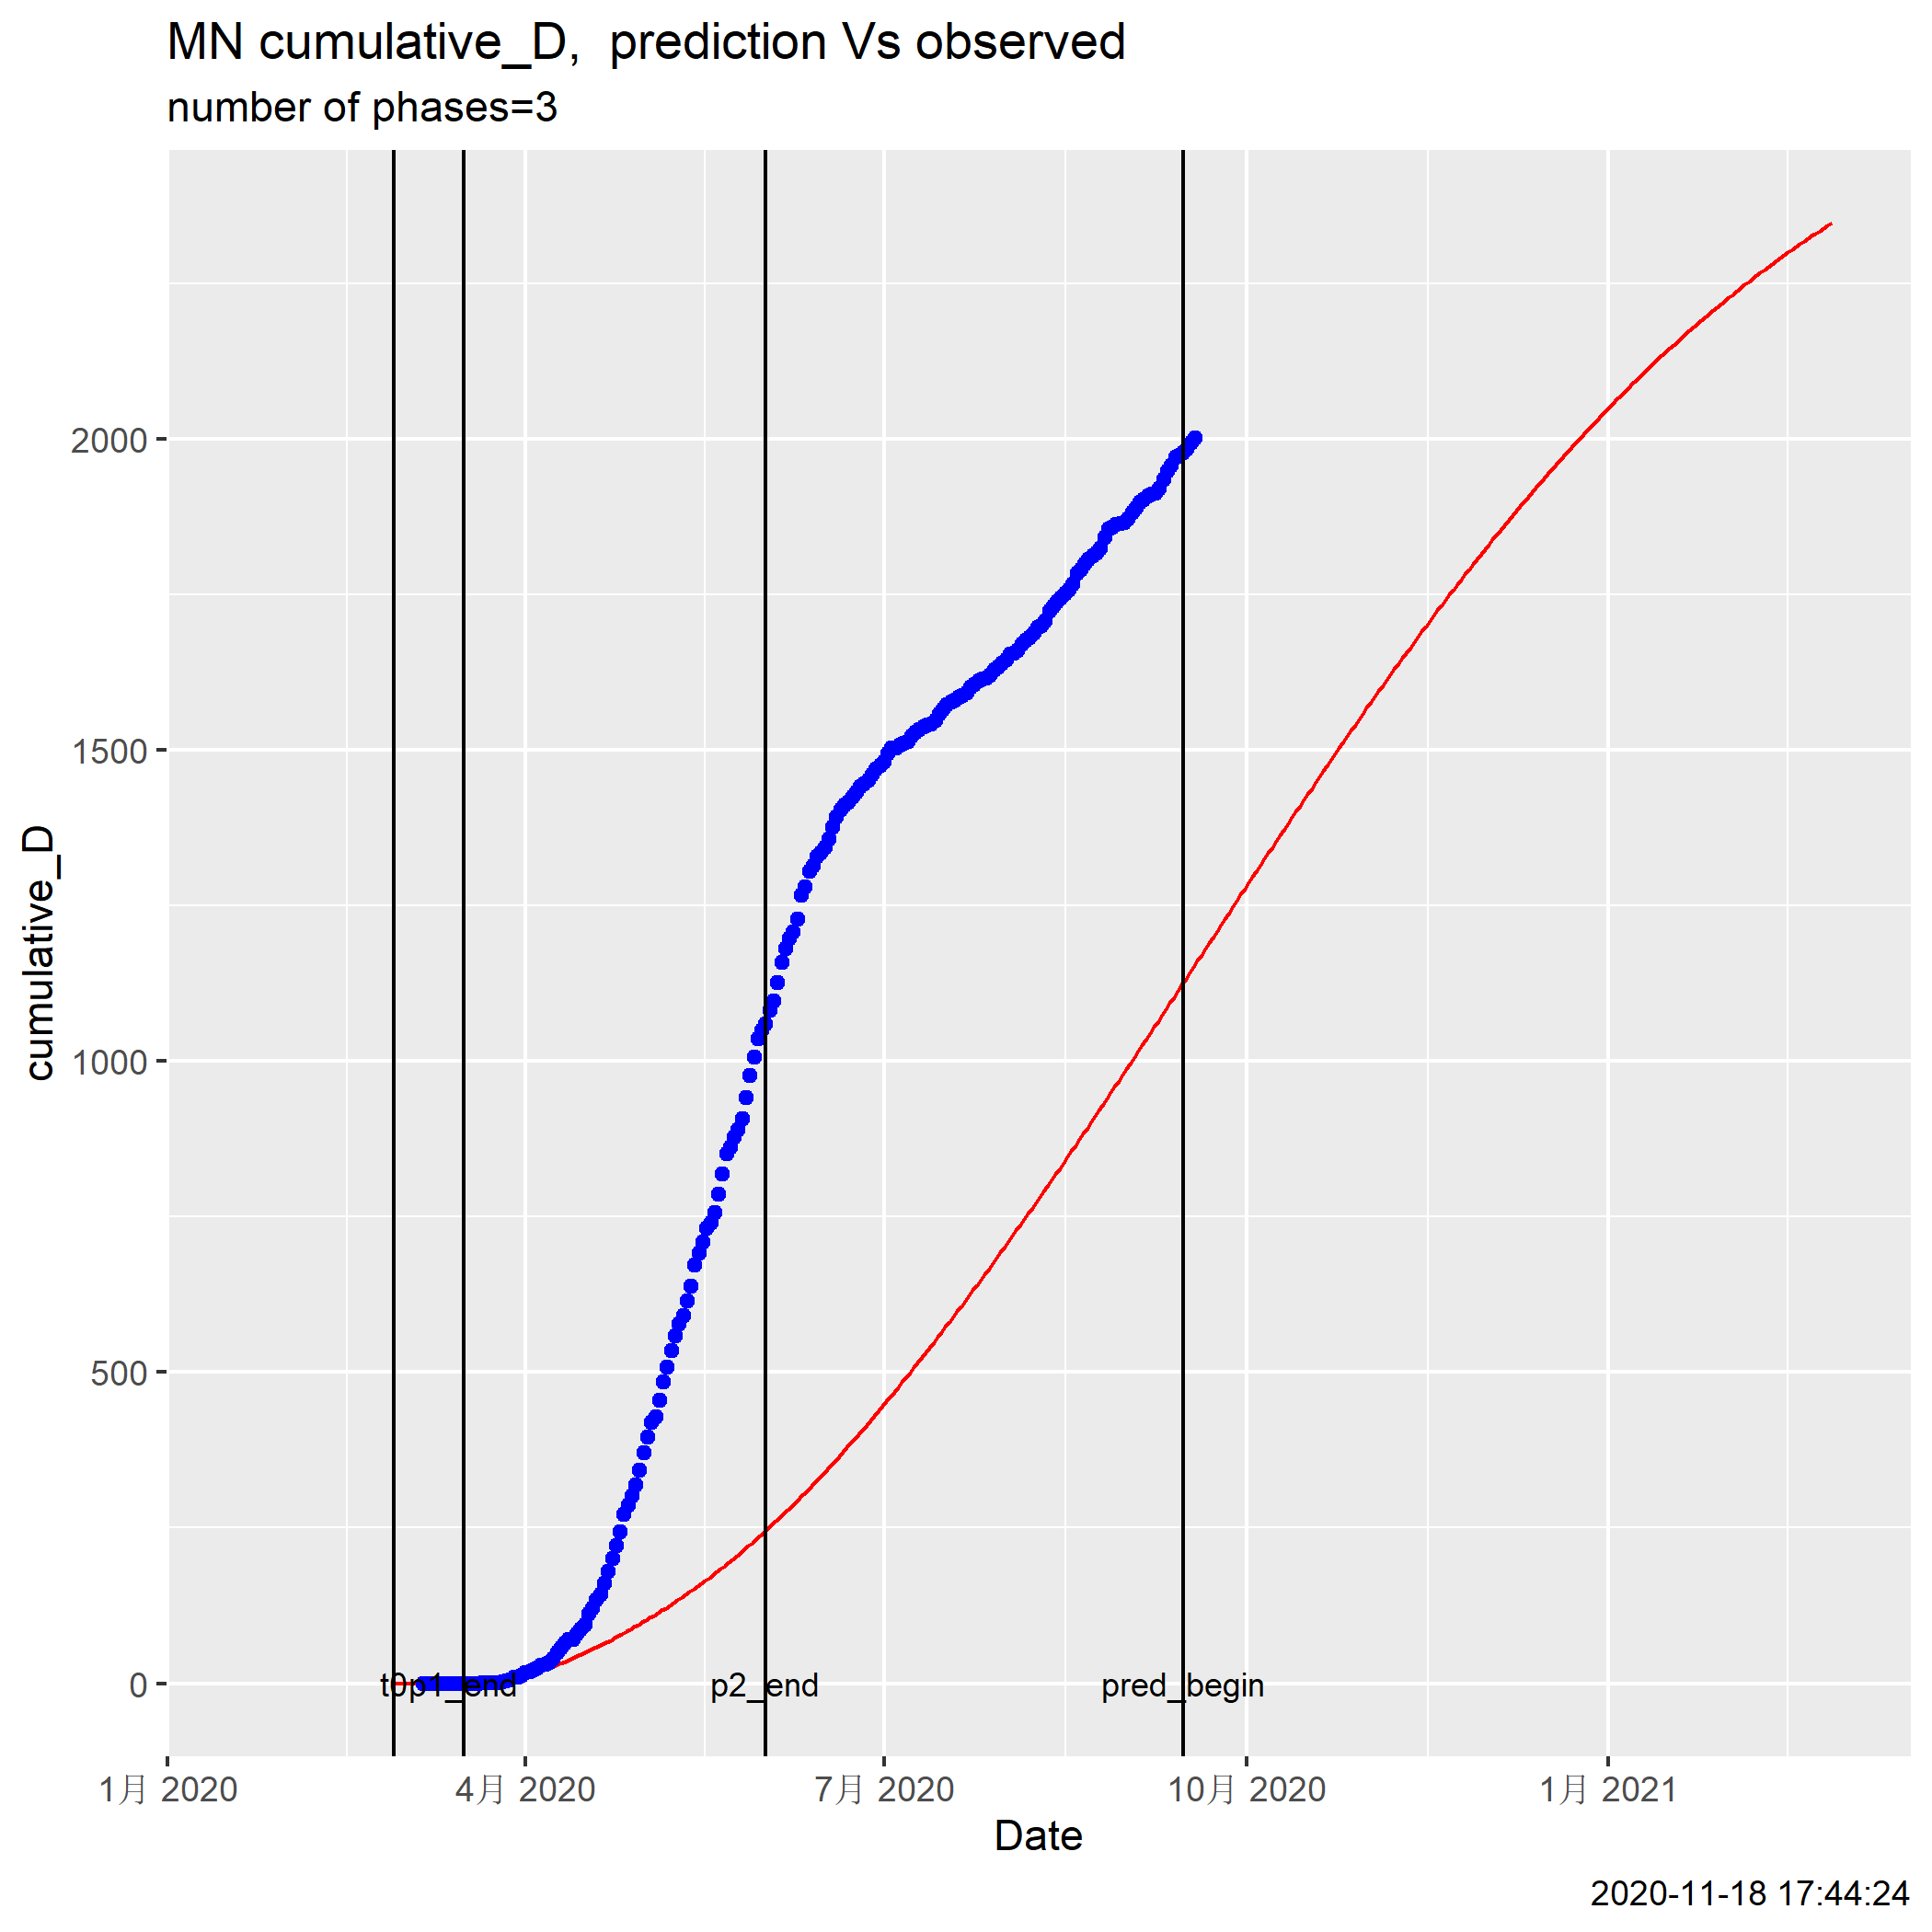 MN cumulative_D,  prediction Vs observed
number of phases=3
cumulative_D
2000
1500
1000
500
0
t0 p1_end p2_end pred_begin
1月 2020 4月 2020 7月 2020 10月 2020 1月 2021
Date
2020-11-18 17:44:24